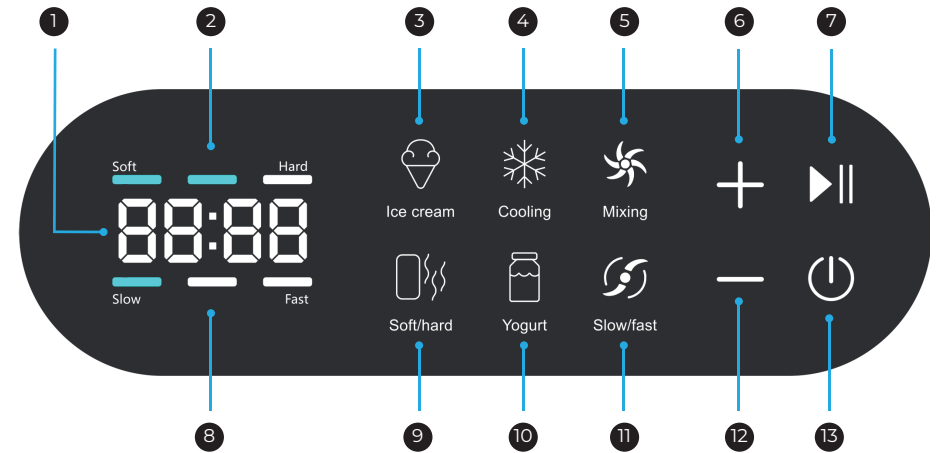 1 2 3 4 5 6 7
Soft Hard
88:88
Ice cream Cooling Mixing
Slow Fast
Soft/hard Yogurt Slow/fast
8 9 10 11 12 13